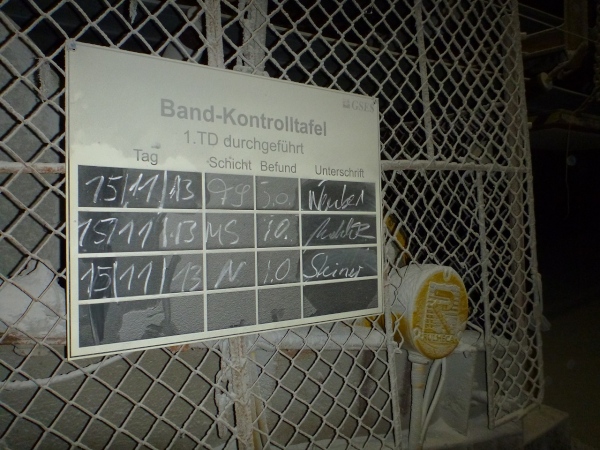 GSES
Band-Kontrolltafel
1.TD durchgeführt
Tag Schicht Befund Unterschrift
15/11/13 i.O.
15/11/13 MS i.O.
15/11/13 N i.O